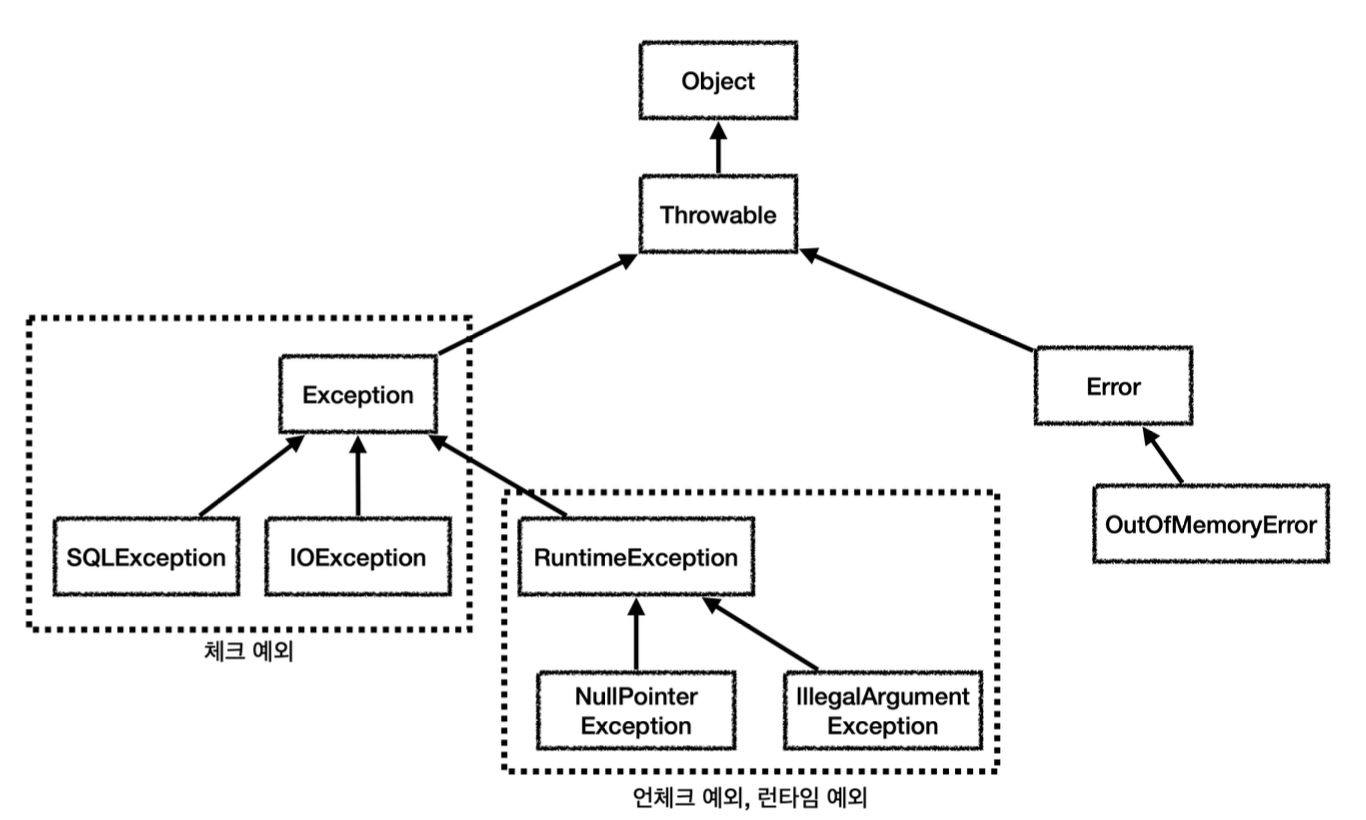 Object
Throwable
Exception
Error
SQLException
IOException
RuntimeException
OutOfMemoryError
체크 예외
NullPointer
Exception
IllegalArgument
Exception
언체크 예외, 런타임 예외